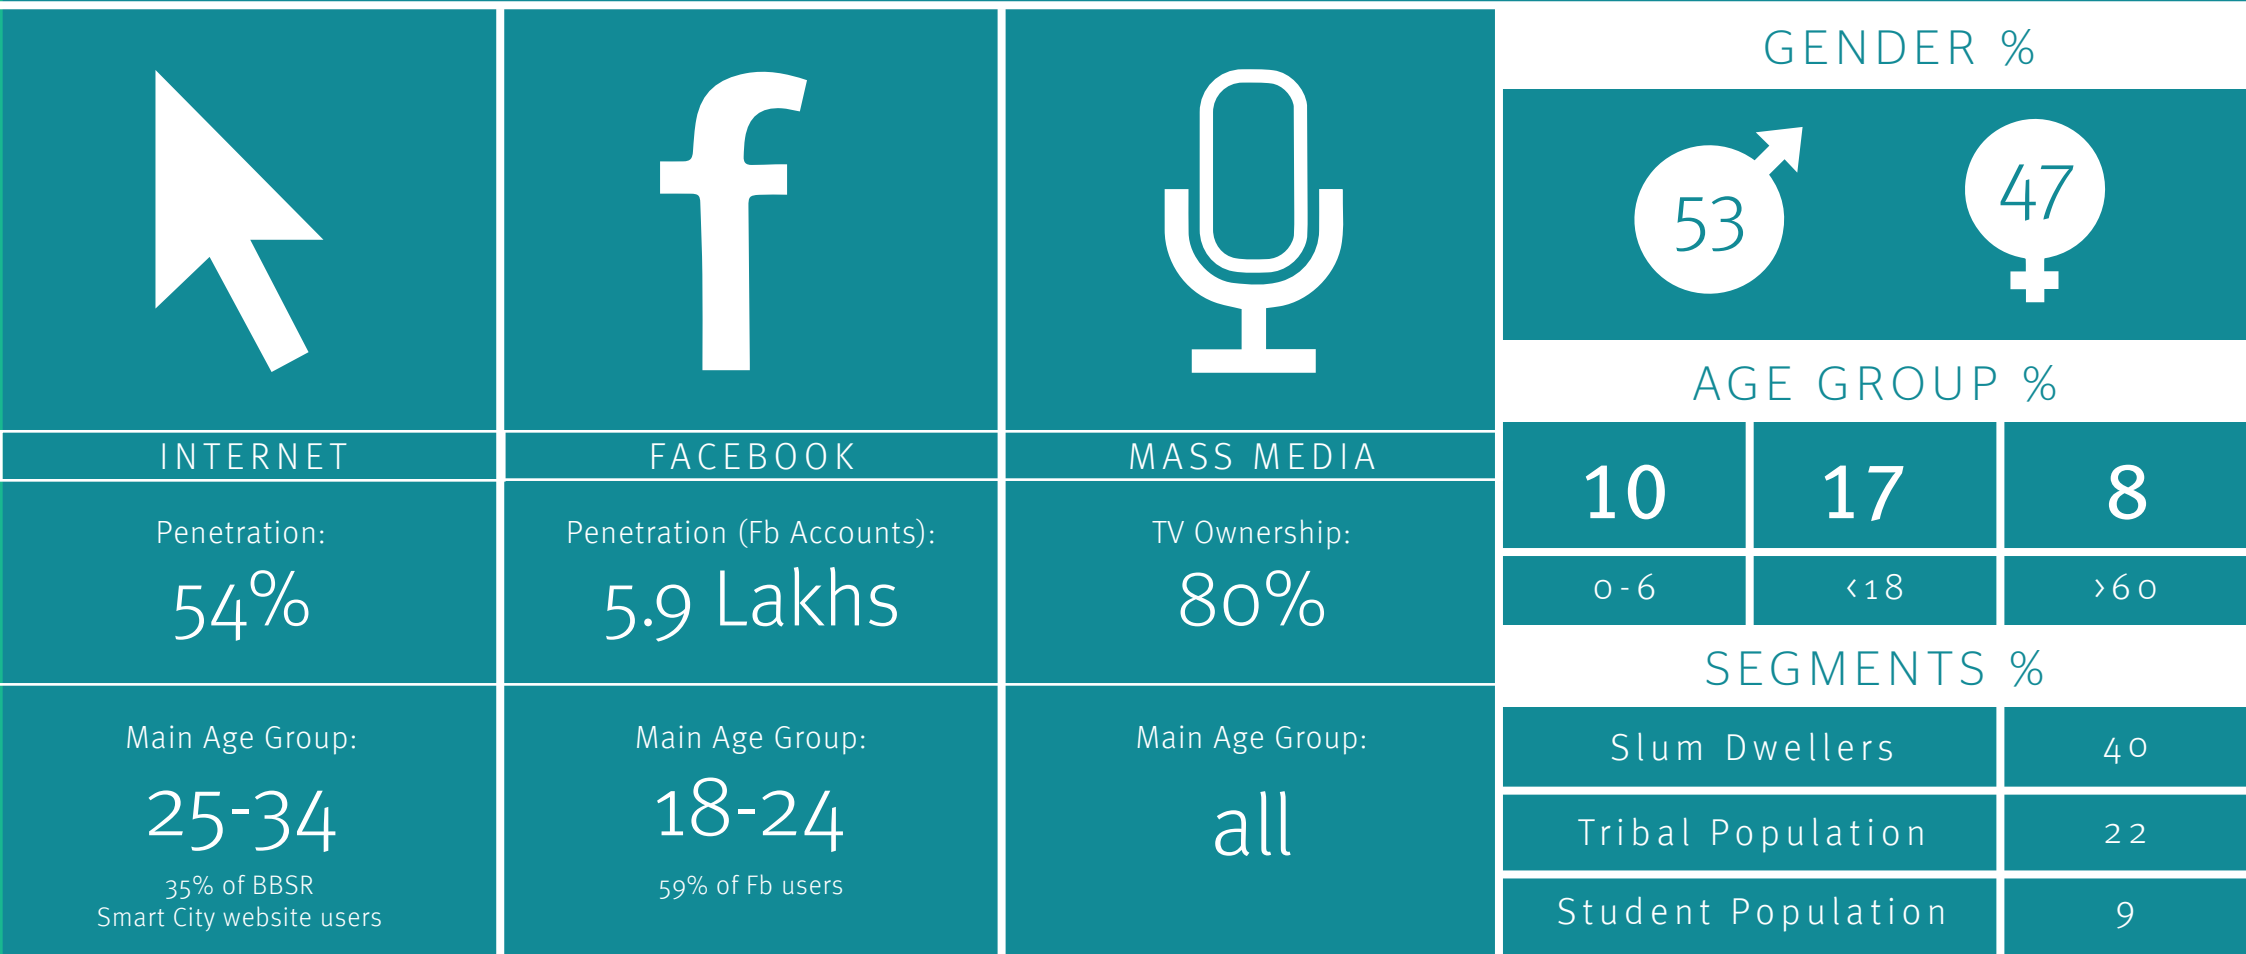 INTERNET
Penetration:
54%
Main Age Group:
25-34
35% of BBSR
Smart City website users
FACEBOOK
Penetration (Fb Accounts):
5.9 Lakhs
Main Age Group:
18-24
59% of Fb users
MASS MEDIA
TV Ownership:
80%
Main Age Group:
all
GENDER %
53 47
AGE GROUP %
10 17 8
0-6 <18 >60
SEGMENTS %
Slum Dwellers 40
Tribal Population 22
Student Population 9